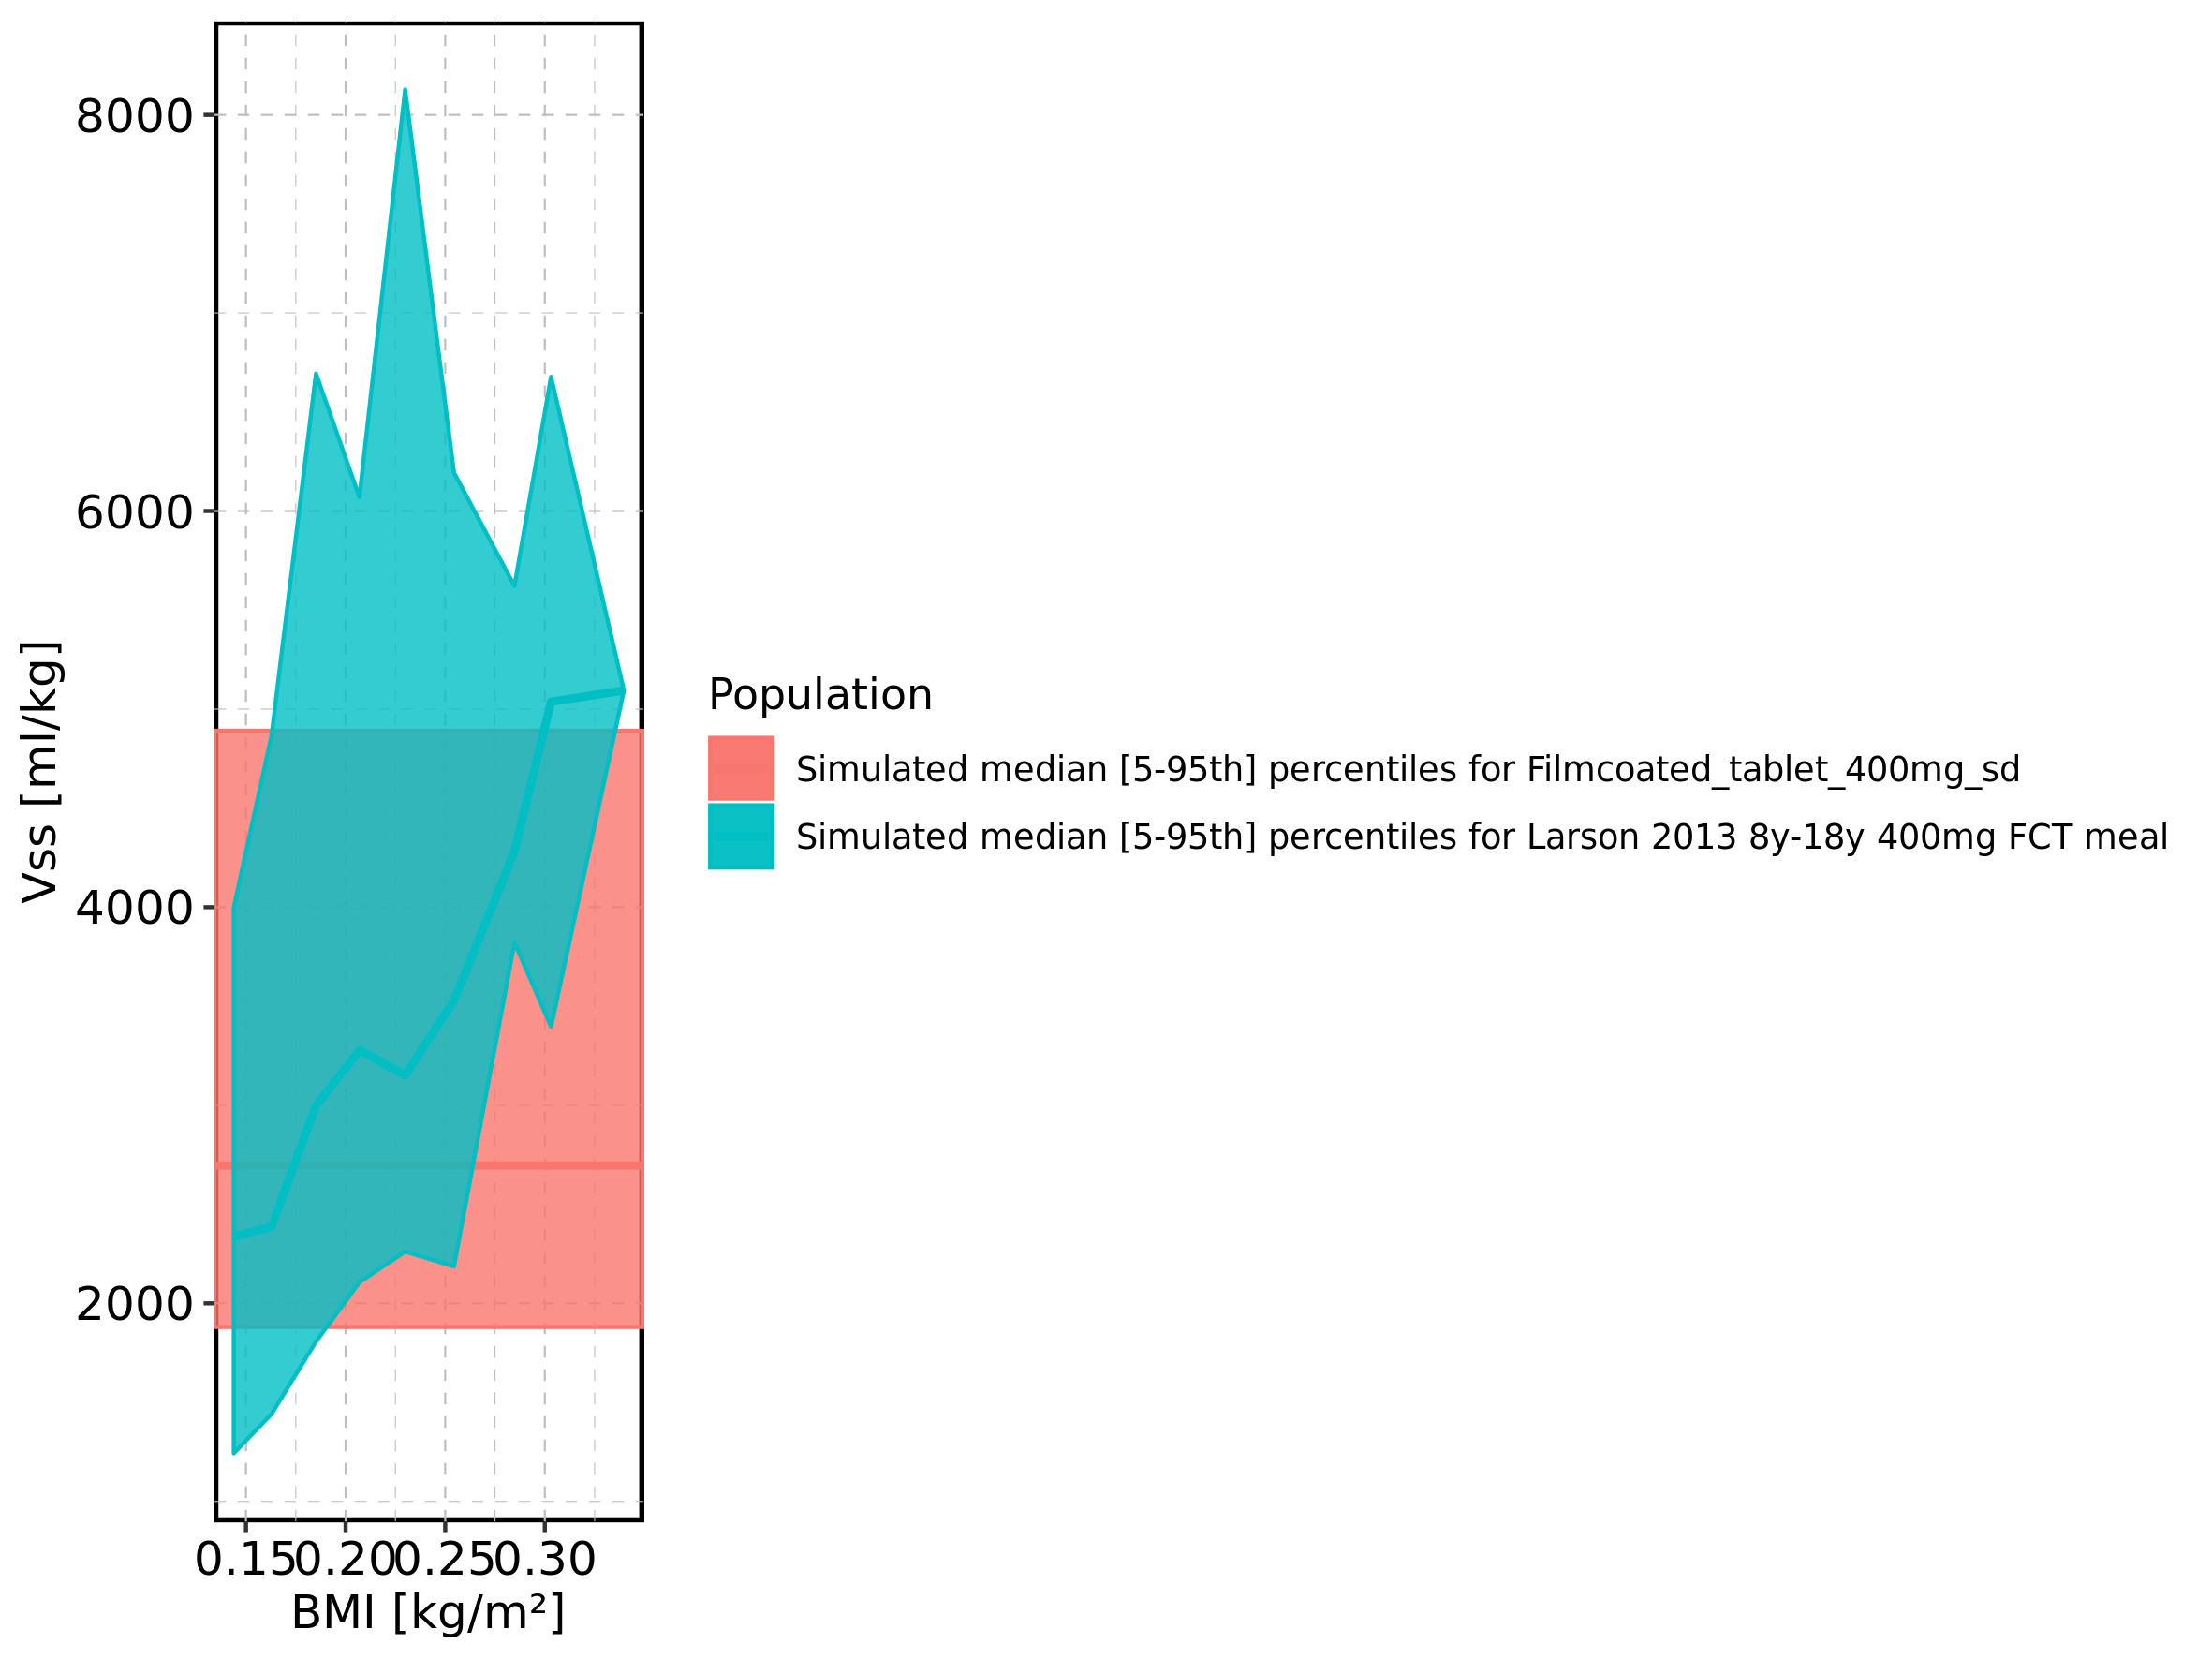 8000
6000
4000
2000
Vss [ml/kg]
0.15
0.20
0.25
0.30
BMI [kg/m²]
Population
Simulated median [5-95th] percentiles for Filmcoated_tablet_400mg_sd
Simulated median [5-95th] percentiles for Larson 2013 8y-18y 400mg FCT meal